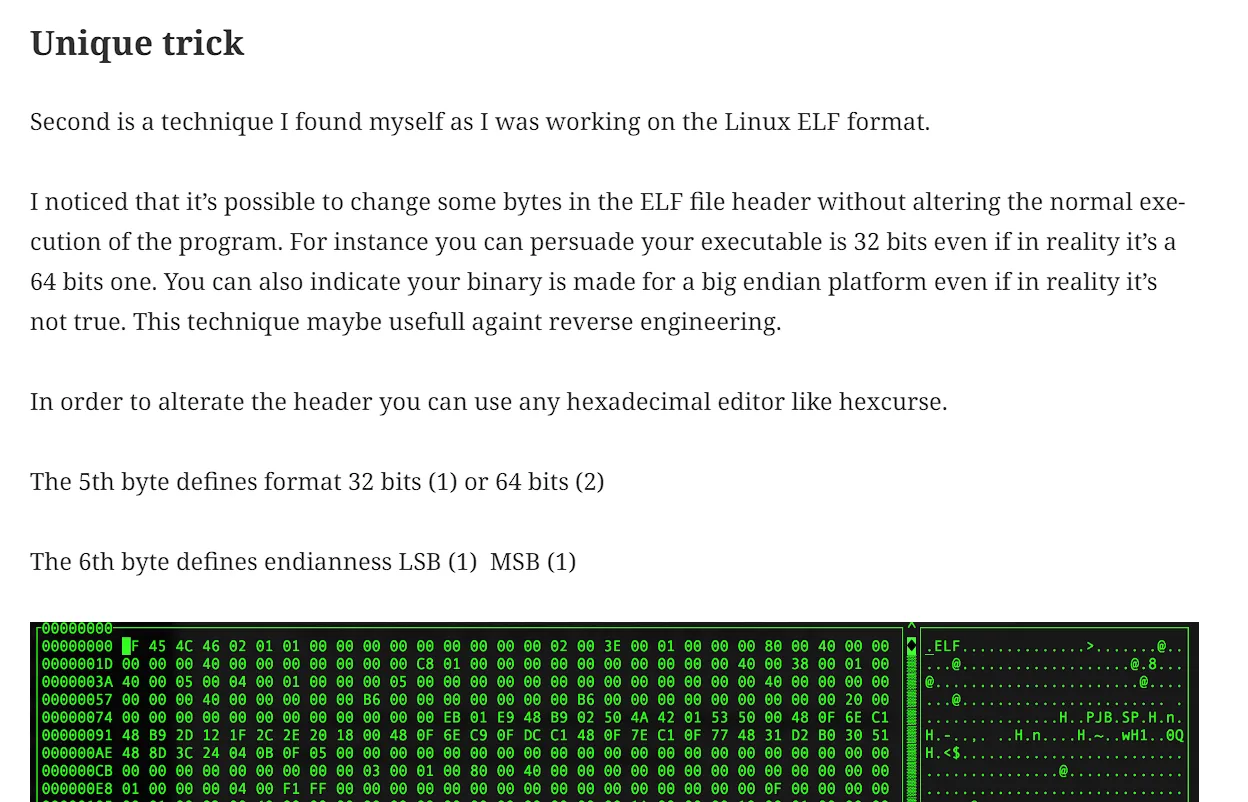 Unique trick
Second is a technique I found myself as I was working on the Linux ELF format.
I noticed that it’s possible to change some bytes in the ELF file header without altering the normal exe-
cution of the program. For instance you can persuade your executable is 32 bits even if in reality it’s a
64 bits one. You can also indicate your binary is made for a big endian platform even if in reality it’s
not true. This technique maybe usefull againt reverse engineering.
In order to alterate the header you can use any hexadecimal editor like hexcurse.
The 5th byte defines format 32 bits (1) or 64 bits (2)
The 6th byte defines endianness LSB (1)  MSB (1)
00000000
00000000 F 45 4C 46 02 01 01 00 00 00 00 00 00 00 00 00 02 00 3E 00 01 00 00 00 80 00 40 00 00 .ELF..............>.......@..
0000001D 00 00 00 40 00 00 00 00 00 00 00 C8 01 00 00 00 00 00 00 00 00 00 00 40 00 38 00 01 00 ...@...................@.8...
0000003A 40 00 05 00 04 00 01 00 00 00 05 00 00 00 00 00 00 00 00 00 00 00 00 00 40 00 00 00 00 @.......................@....
00000057 00 00 00 40 00 00 00 00 00 B6 00 00 00 00 00 00 00 B6 00 00 00 00 00 00 00 00 00 20 00 ...@....................... .
00000074 00 00 00 00 00 00 00 00 00 00 00 00 EB 01 E9 48 B9 02 50 4A 42 01 53 50 00 48 0F 6E C1 ...............H..PJB.SP.H.n.
00000091 48 B9 2D 12 1F 2C 2E 20 18 00 48 0F 6E C9 0F DC C1 48 0F 7E C1 0F 77 48 31 D2 B0 30 51 H.-..,. ..H.n....H.~..wH1..0Q
000000AE 48 8D 3C 24 04 0B 0F 05 00 00 00 00 00 00 00 00 00 00 00 00 00 00 00 00 00 00 00 00 00 H.<$.........................
000000CB 00 00 00 00 00 00 00 00 00 03 00 01 00 80 00 40 00 00 00 00 00 00 00 00 00 00 00 00 00 ...............@.............
000000E8 01 00 00 00 04 00 F1 FF 00 00 00 00 00 00 00 00 00 00 00 00 00 00 00 00 0F 00 00 00 00 .............................